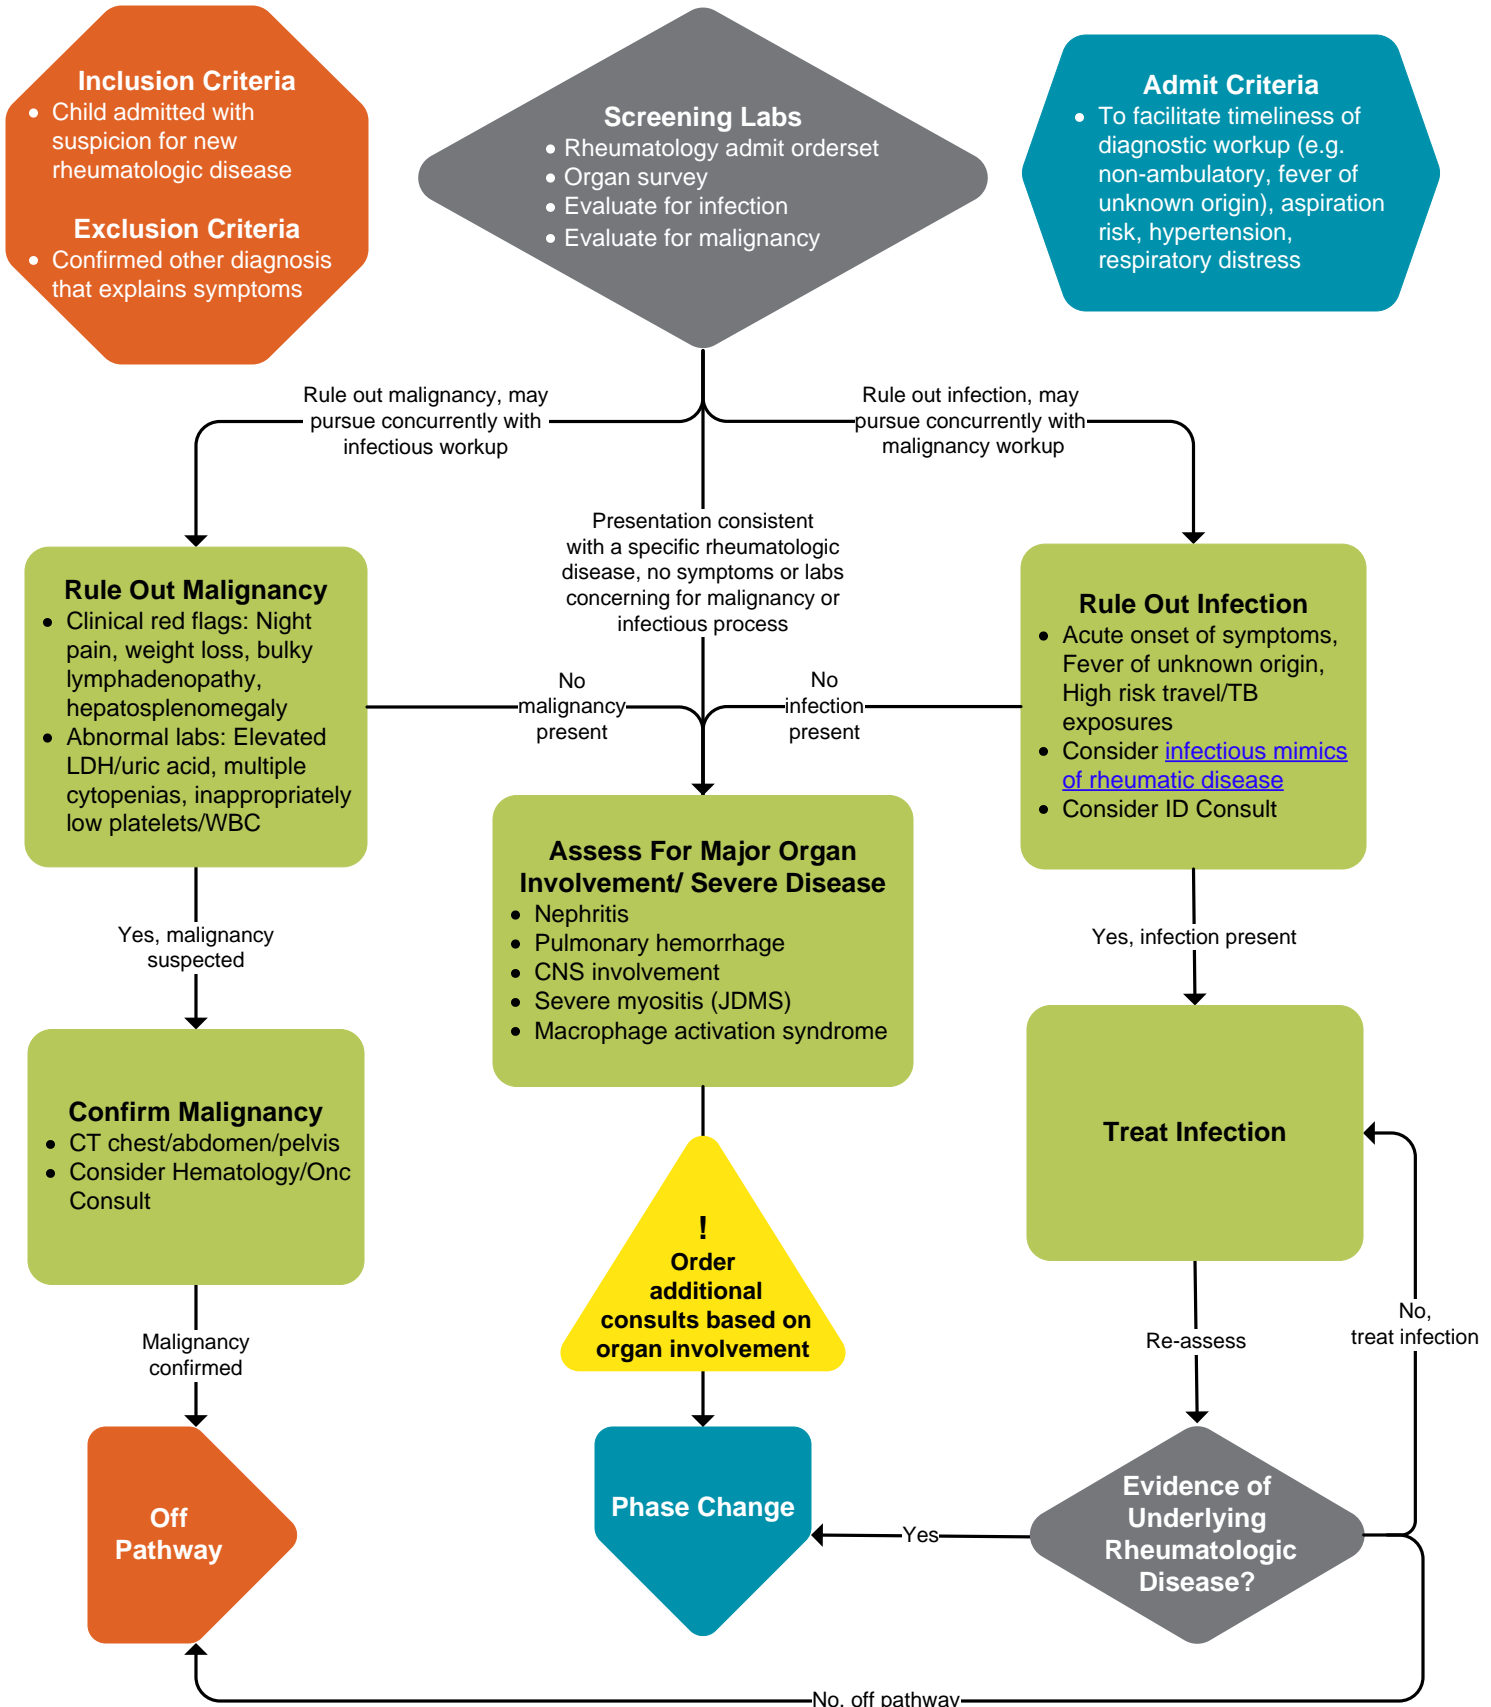 Inclusion Criteria
Child admitted with
suspicion for new
rheumatologic disease
Exclusion Criteria
Confirmed other diagnosis
that explains symptoms
Screening Labs
Rheumatology admit orderset
Organ survey
Evaluate for infection
Evaluate for malignancy
Admit Criteria
To facilitate timeliness of
diagnostic workup (e.g.
non-ambulatory, fever of
unknown origin), aspiration
risk, hypertension,
respiratory distress
Rule out malignancy, may
pursue concurrently with
infectious workup
Rule out infection, may
pursue concurrently with
malignancy workup
Presentation consistent
with a specific rheumatologic
disease, no symptoms or labs
concerning for malignancy or
infectious process
Rule Out Malignancy
Clinical red flags: Night
pain, weight loss, bulky
lymphadenopathy,
hepatosplenomegaly
Abnormal labs: Elevated
LDH/uric acid, multiple
cytopenias, inappropriately
low platelets/WBC
No
malignancy
present
No
infection
present
Rule Out Infection
Acute onset of symptoms,
Fever of unknown origin,
High risk travel/TB
exposures
Consider infectious mimics
of rheumatic disease
Consider ID Consult
Assess For Major Organ
Involvement/ Severe Disease
Nephritis
Pulmonary hemorrhage
CNS involvement
Severe myositis (JDMS)
Macrophage activation syndrome
Yes, malignancy
suspected
Yes, infection present
Confirm Malignancy
CT chest/abdomen/pelvis
Consider Hematology/Onc
Consult
Treat Infection
!
Order
additional
consults based on
organ involvement
Malignancy
confirmed
Re-assess
No,
treat infection
Off
Pathway
Phase Change
Yes
Evidence of
Underlying
Rheumatologic
Disease?
No, off pathway